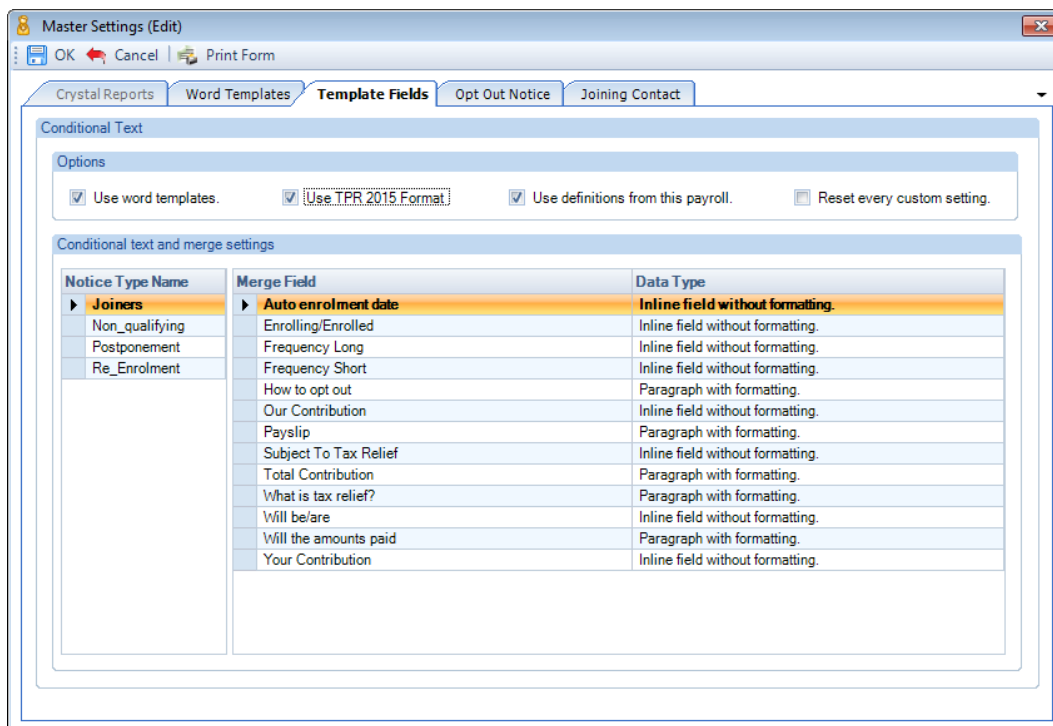 Master Settings (Edit)
OK Cancel Print Form
Crystal Reports Word Templates Template Fields Opt Out Notice Joining Contact
Conditional Text
Options
Use word templates. Use TPR 2015 Format Use definitions from this payroll. Reset every custom setting.
Conditional text and merge settings
Notice Type Name Merge Field Data Type
Joiners Auto enrolment date Inline field without formatting.
Non_qualifying Enrolling/Enrolled Inline field without formatting.
Postponement Frequency Long Inline field without formatting.
Re_Enrolment Frequency Short Inline field without formatting.
How to opt out Paragraph with formatting.
Our Contribution Inline field without formatting.
Payslip Paragraph with formatting.
Subject To Tax Relief Inline field without formatting.
Total Contribution Paragraph with formatting.
What is tax relief? Paragraph with formatting.
Will be/are Inline field without formatting.
Will the amounts paid Paragraph with formatting.
Your Contribution Inline field without formatting.